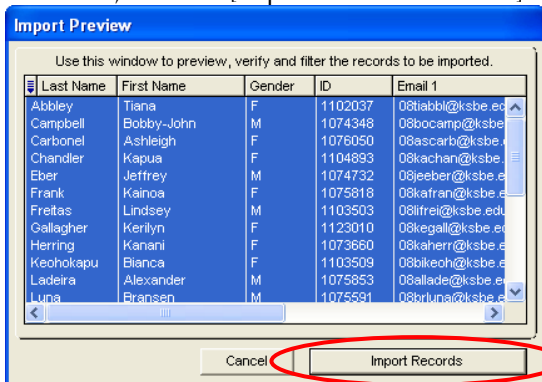 Import Preview
Use this window to preview, verify and filter the records to be imported.
Last Name First Name Gender ID Email 1
Abbley Tiana F 1102037 08tiabbl@ksbe.ed
Campbell Bobby-John M 1074348 08bocamp@ksbe
Carbonel Ashleigh F 1076050 08ascarb@ksbe.
Chandler Kapua F 1104893 08kachan@ksbe.
Eber Jeffrey M 1074732 08jeeber@ksbe.e
Frank Kainoa F 1075818 08kafran@ksbe.e
Freitas Lindsey M 1103503 08lifrei@ksbe.edu
Gallagher Kerilyn F 1123010 08kegall@ksbe.ed
Herring Kanani F 1073660 08kaherr@ksbe.e
Keohokapu Bianca F 1103509 08bikeoh@ksbe.e
Ladeira Alexander M 1075853 08allade@ksbe.e
Luna Bransen M 1075591 08brluna@ksbe.e
Cancel Import Records